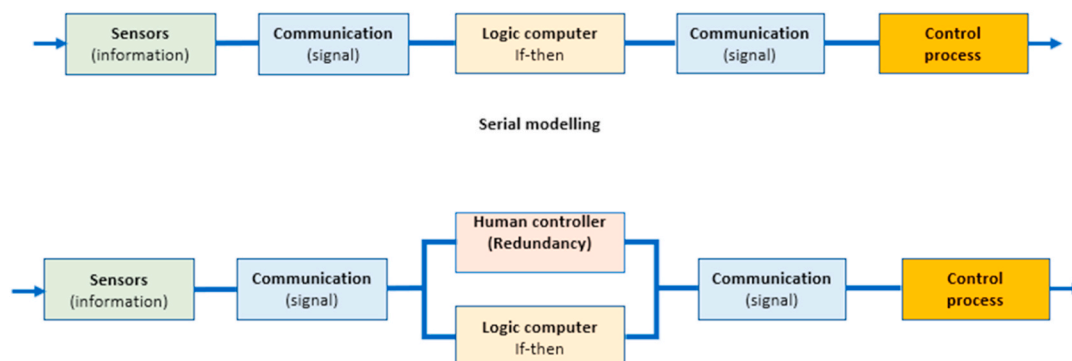 Sensors
(information)
Communication
(signal)
Logic computer
If-then
Communication
(signal)
Control
process
Serial modelling
Human controller
(Redundancy)
Sensors
(information)
Communication
(signal)
Logic computer
If-then
Communication
(signal)
Control
process